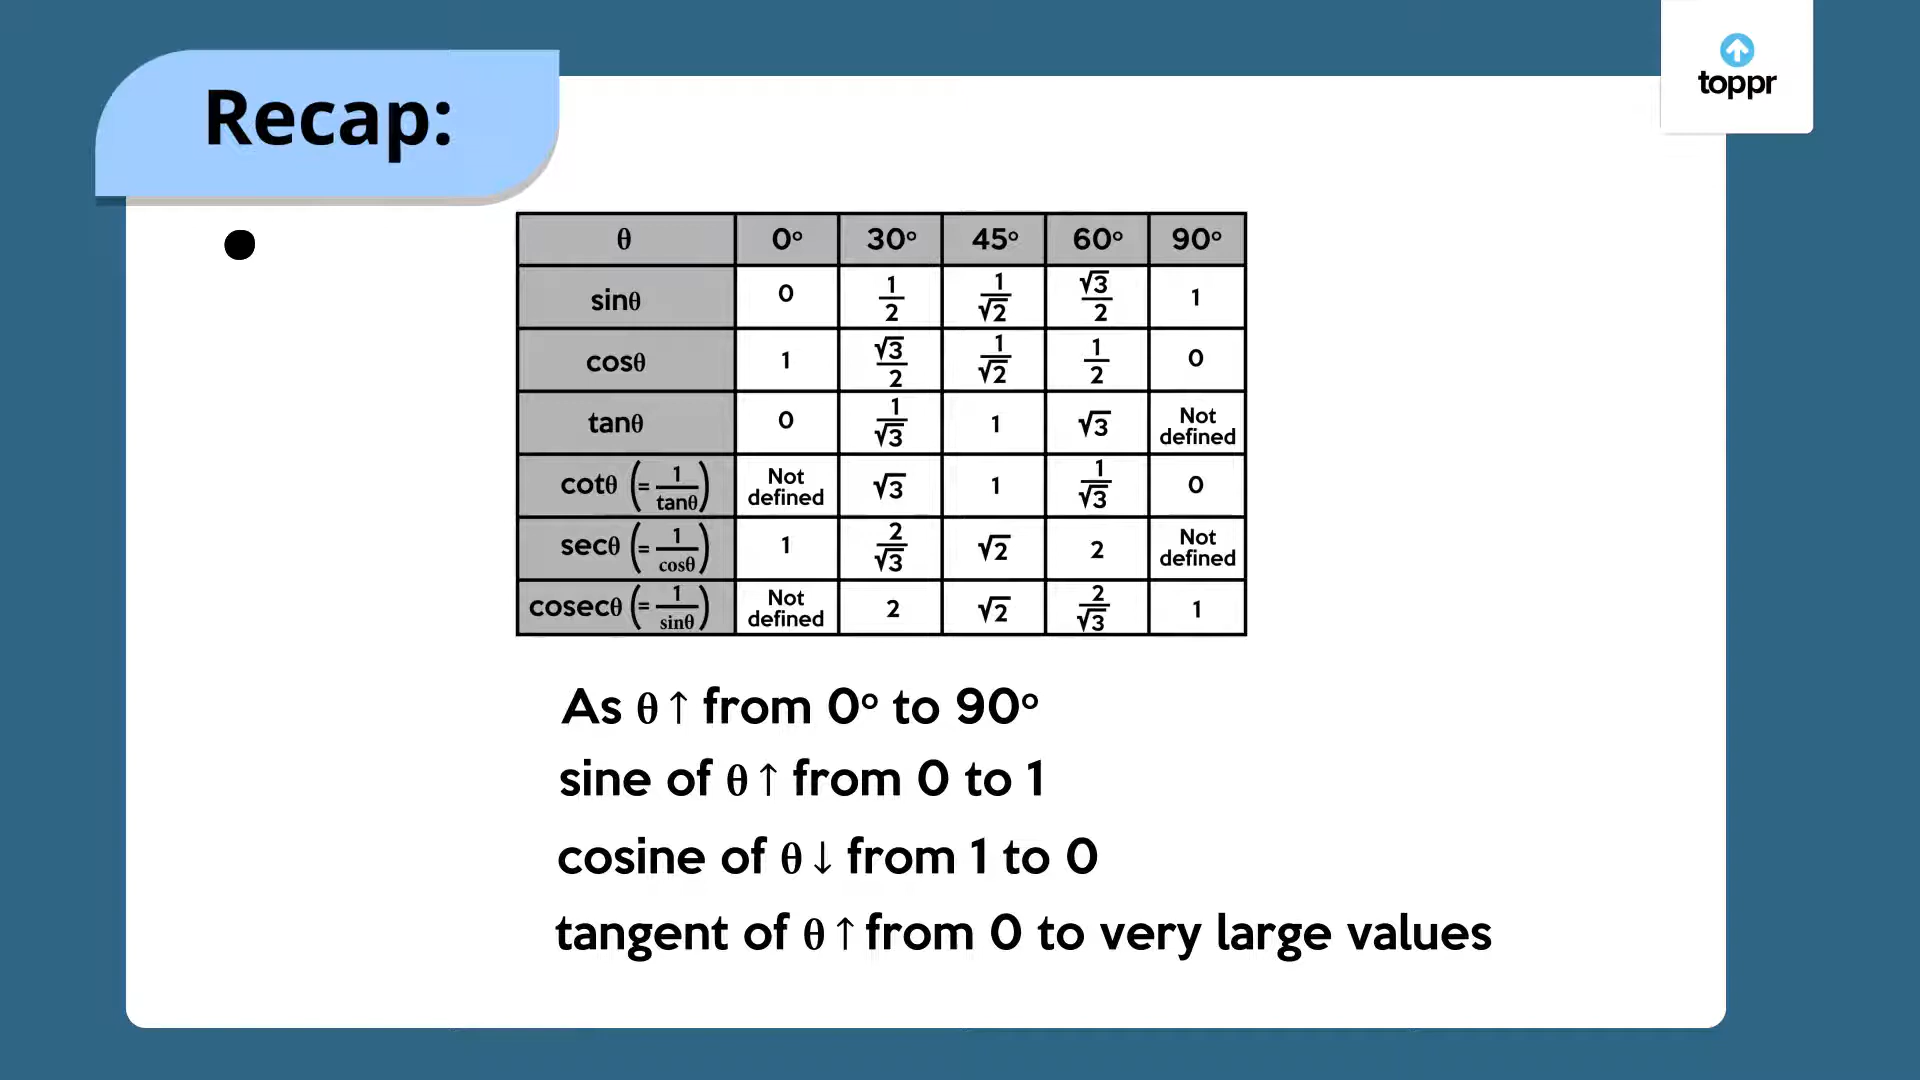 Recap:
toppr
θ 0° 30° 45° 60° 90°
sinθ 0 1/2 1/√2 √3/2 1
cosθ 1 √3/2 1/√2 1/2 0
tanθ 0 1/√3 1 √3 Not defined
cotθ (= 1/tanθ) Not defined √3 1 1/√3 0
secθ (= 1/cosθ) 1 2/√3 √2 2 Not defined
cosecθ (= 1/sinθ) Not defined 2 √2 2/√3 1
As θ ↑ from 0° to 90°
sine of θ ↑ from 0 to 1
cosine of θ ↓ from 1 to 0
tangent of θ ↑ from 0 to very large values